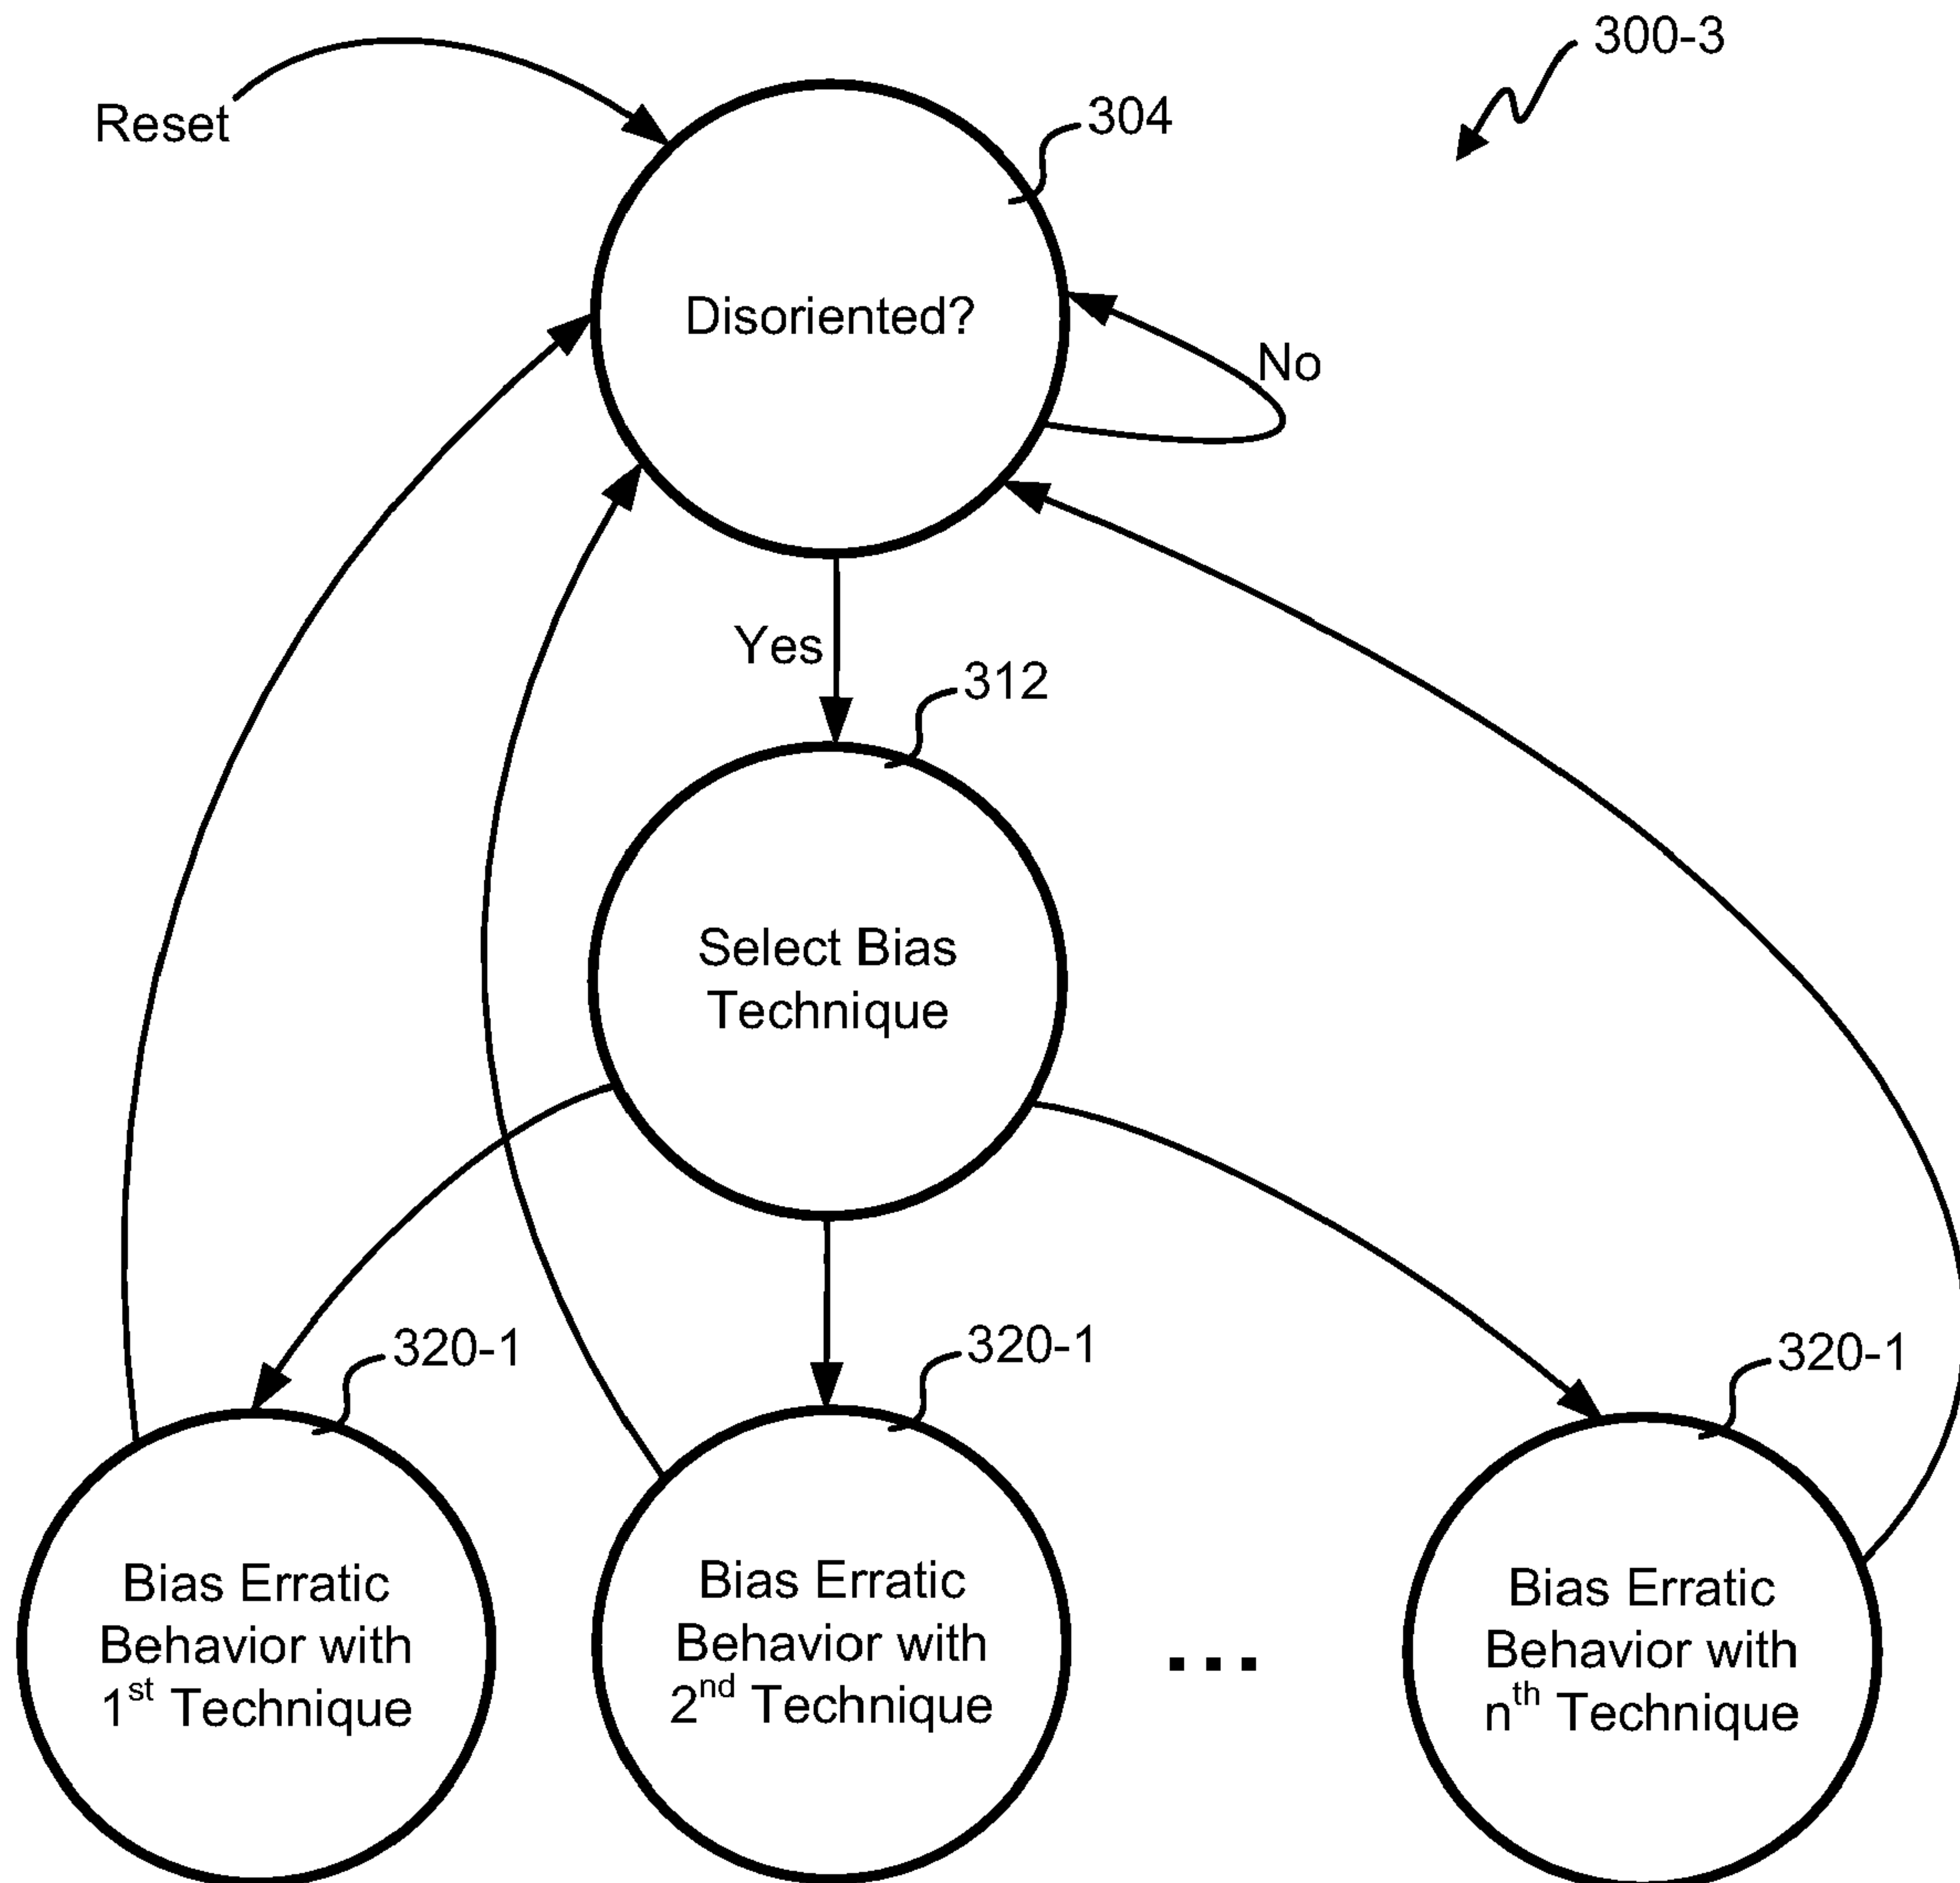 300-3
Reset
304
Disoriented?
No
Yes
312
Select Bias
Technique
320-1
320-1
320-1
Bias Erratic
Behavior with
1st Technique
Bias Erratic
Behavior with
2nd Technique
...
Bias Erratic
Behavior with
nth Technique